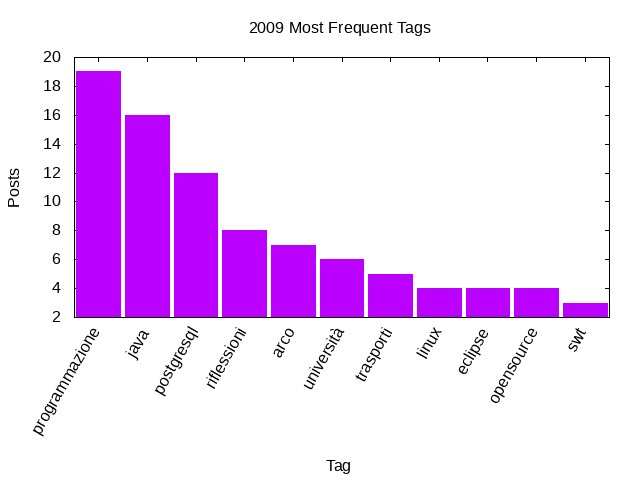 2009 Most Frequent Tags
20
18
16
14
12
10
8
6
4
2
Posts
programmazione
java
postgresql
riflessioni
arco
università
trasporti
linux
eclipse
opensource
swt
Tag